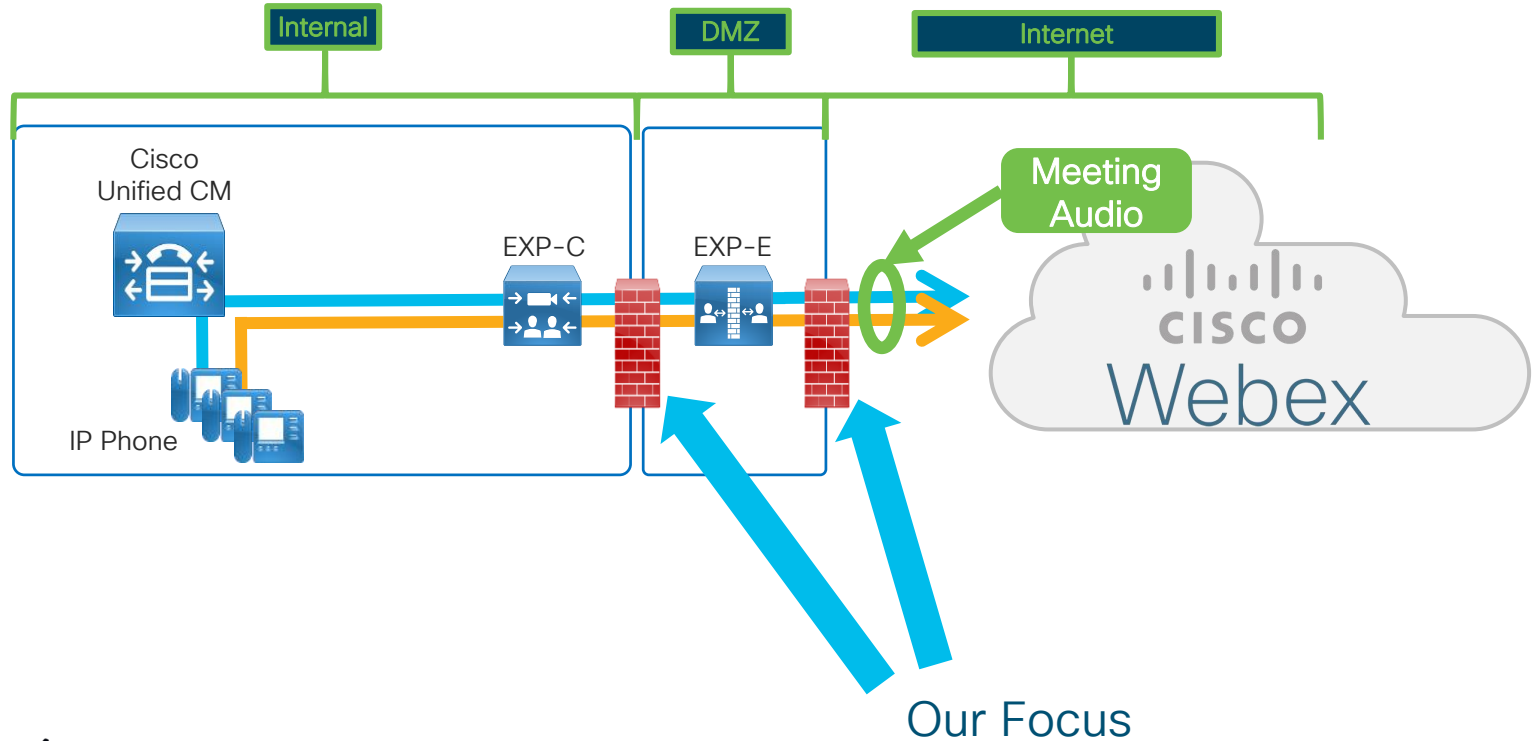 Internal
DMZ
Internet
Cisco
Unified CM
Meeting
Audio
EXP-C
EXP-E
CISCO
Webex
IP Phone
Our Focus